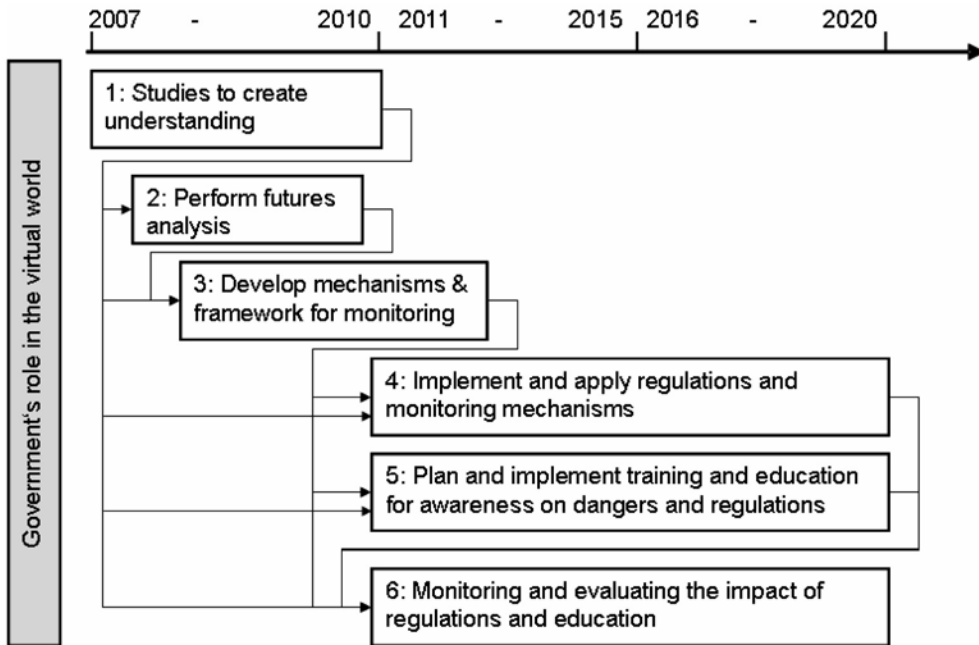 2007 - 2010 2011 - 2015 2016 - 2020
Government's role in the virtual world
1: Studies to create
understanding
2: Perform futures
analysis
3: Develop mechanisms &
framework for monitoring
4: Implement and apply regulations and
monitoring mechanisms
5: Plan and implement training and education
for awareness on dangers and regulations
6: Monitoring and evaluating the impact of
regulations and education